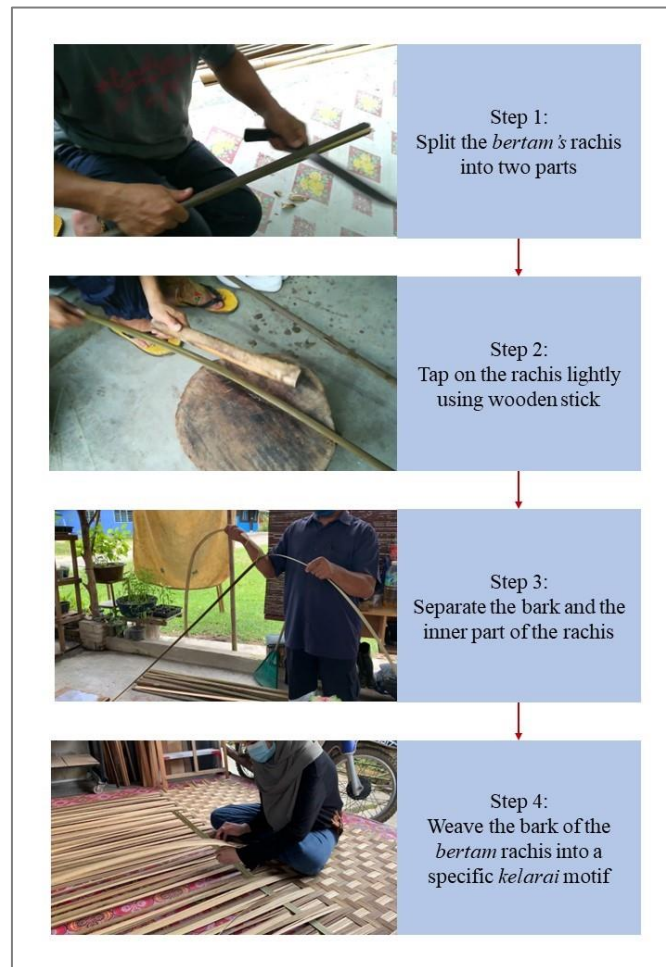 Step 1:
Split the bertam’s rachis
into two parts
Step 2:
Tap on the rachis lightly
using wooden stick
Step 3:
Separate the bark and the
inner part of the rachis
Step 4:
Weave the bark of the
bertam rachis into a
specific kelarai motif